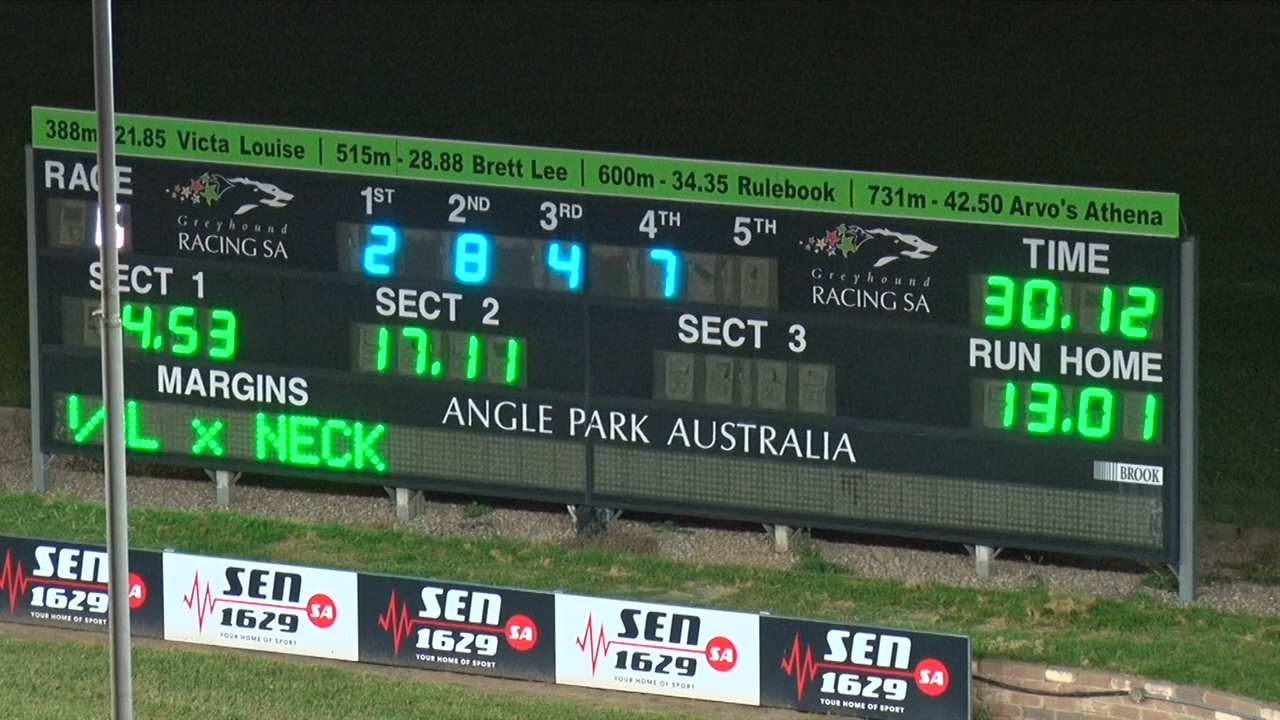 388m 21.85 Victa Louise | 515m - 28.88 Brett Lee | 600m - 34.35 Rulebook | 731m - 42.50 Arvo's Athena
RACE
Greyhound
RACING SA
1ST 2ND 3RD 4TH 5TH
2 8 4 7
Greyhound
RACING SA
TIME
30.12
SECT 1
4.53
SECT 2
17.11
SECT 3
RUN HOME
13.01
MARGINS
L x NECK
ANGLE PARK AUSTRALIA
BROOK
SEN
1629 SA
YOUR HOME OF SPORT
SEN
1629 SA
YOUR HOME OF SPORT
SEN
1629 SA
YOUR HOME OF SPORT
SEN
1629 SA
YOUR HOME OF SPORT
SEN
1629 SA
YOUR HOME OF SPORT